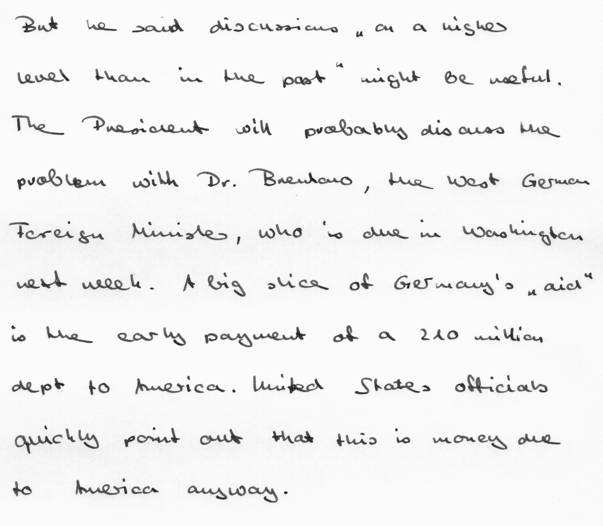 But he said discussions „on a higher
level than in the past" might be useful.
The President will probably discuss the
problem with Dr. Brentano, the West German
Foreign Minister, who is due in Washington
next week. A big slice of Germany's „aid"
is the early payment of a 210 million
dept to America. United States officials
quickly point out that this is money due
to America anyway.